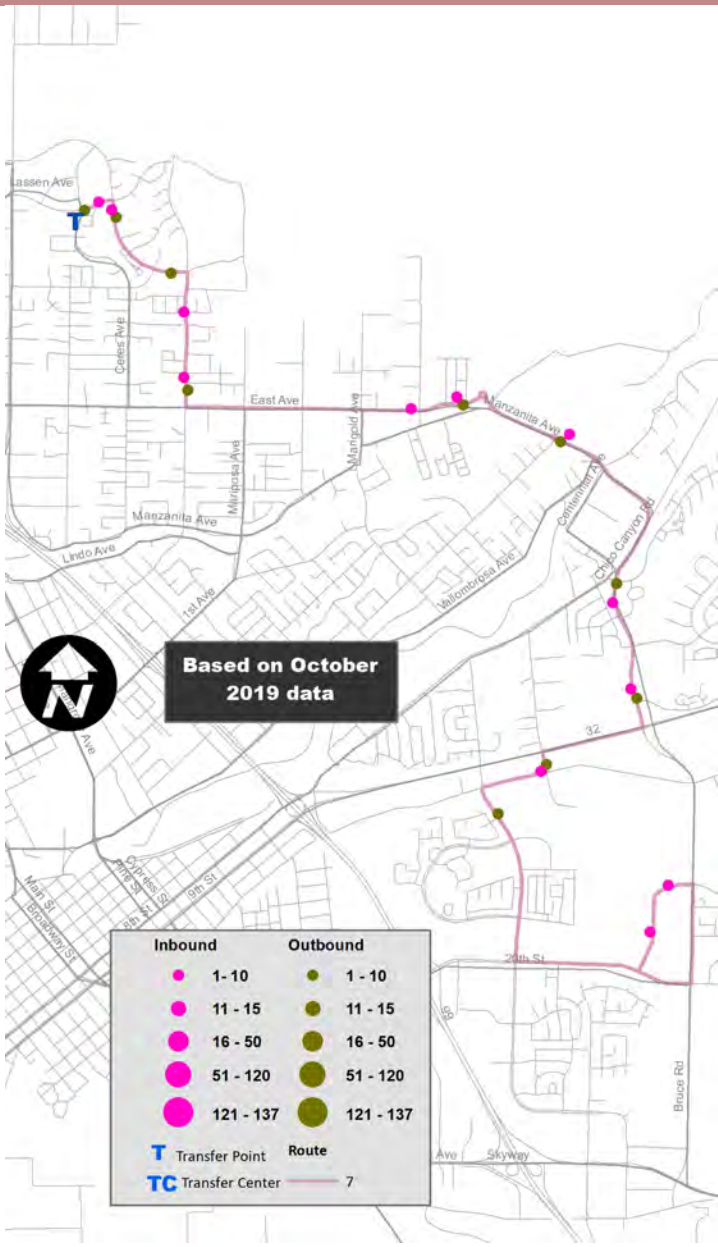 Lassen Ave
T
Ceres Ave
East Ave
Marigold Ave
Manzanita Ave
Mariposa Ave
Centennial Ave
Manzanita Ave
Chico Canyon Rd
Lindo Ave
1st Ave
Vallombrosa Ave
Based on October
2019 data
N
Ave
32
Cypress St
Pine St
9th St
8th St
Main St
Broadway St
20th St
99
Bruce Rd
Ave
Skyway
Inbound Outbound
1- 10 1- 10
11 - 15 11 - 15
16 - 50 16 - 50
51 - 120 51 - 120
121 - 137 121 - 137
T Transfer Point Route
TC Transfer Center 7